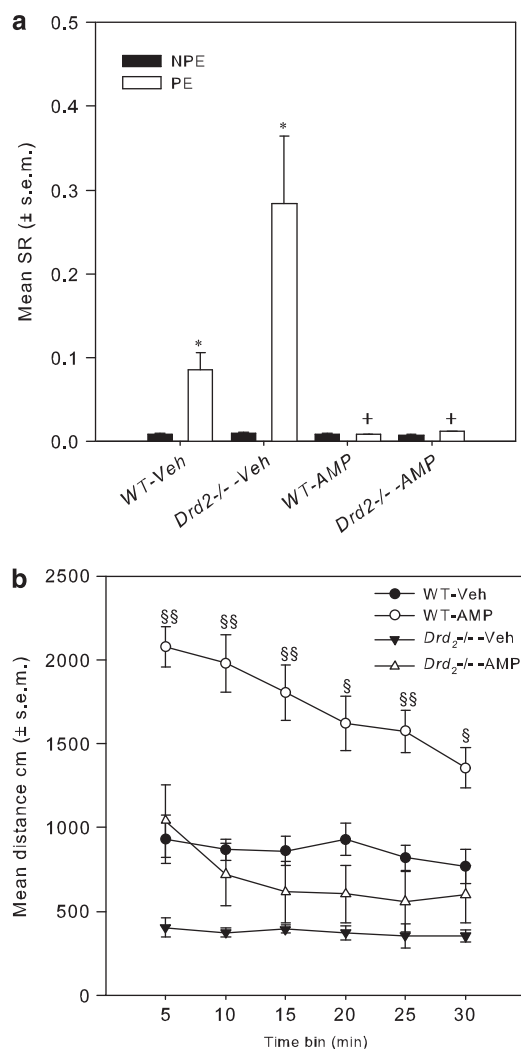 a
0.5
NPE
PE
0.4
*
0.3
Mean SR (± s.e.m.)
0.2
*
0.1
ⵜ ⵜ
0.0
WT-Veh
Drd2-/- -Veh
WT-AMP
Drd2-/- -AMP
b
2500
WT-Veh
WT-AMP
Drd₂-/- -Veh
Drd₂-/- -AMP
§§ §§ §§ § §§ §
2000
1500
Mean distance cm (± s.e.m.)
1000
500
0
5 10 15 20 25 30
Time bin (min)